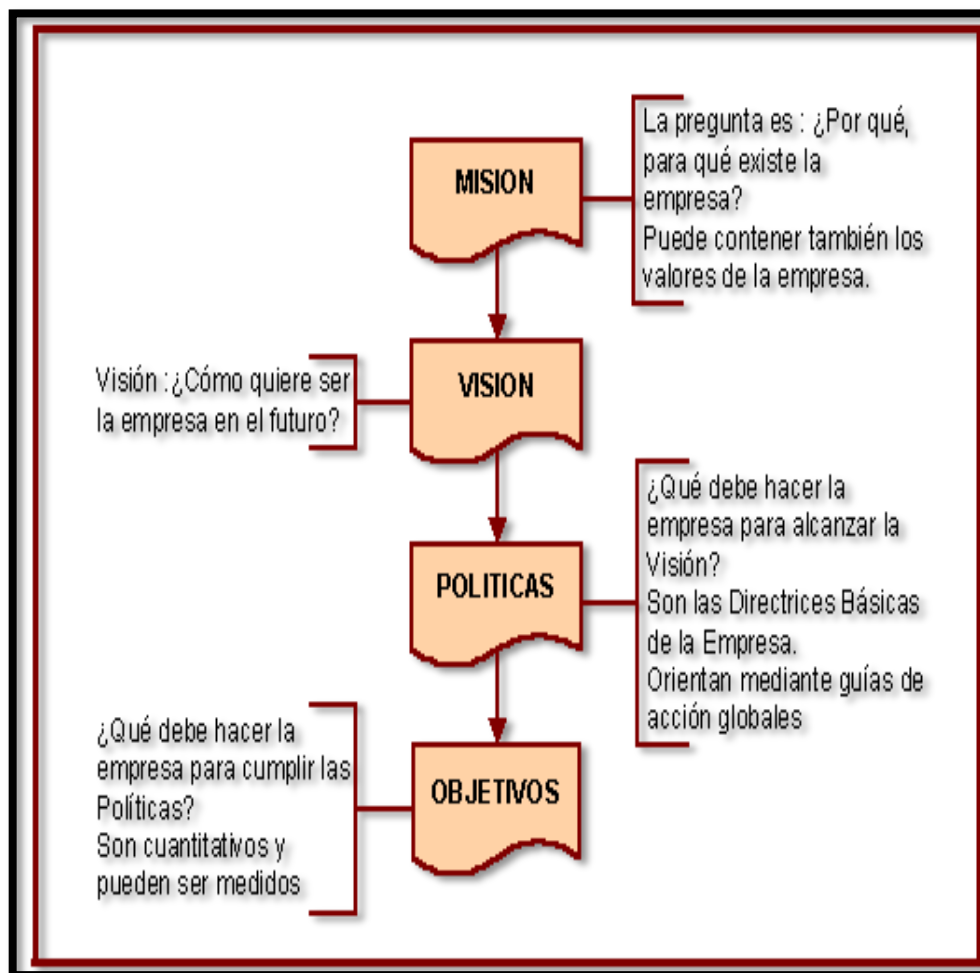 MISION
La pregunta es : ¿Por qué,
para qué existe la
empresa?
Puede contener también los
valores de la empresa.
VISION
Visión :¿Cómo quiere ser
la empresa en el futuro?
POLITICAS
¿Qué debe hacer la
empresa para alcanzar la
Visión?
Son las Directrices Básicas
de la Empresa.
Orientan mediante guías de
acción globales
OBJETIVOS
¿Qué debe hacer la
empresa para cumplir las
Políticas?
Son cuantitativos y
pueden ser medidos